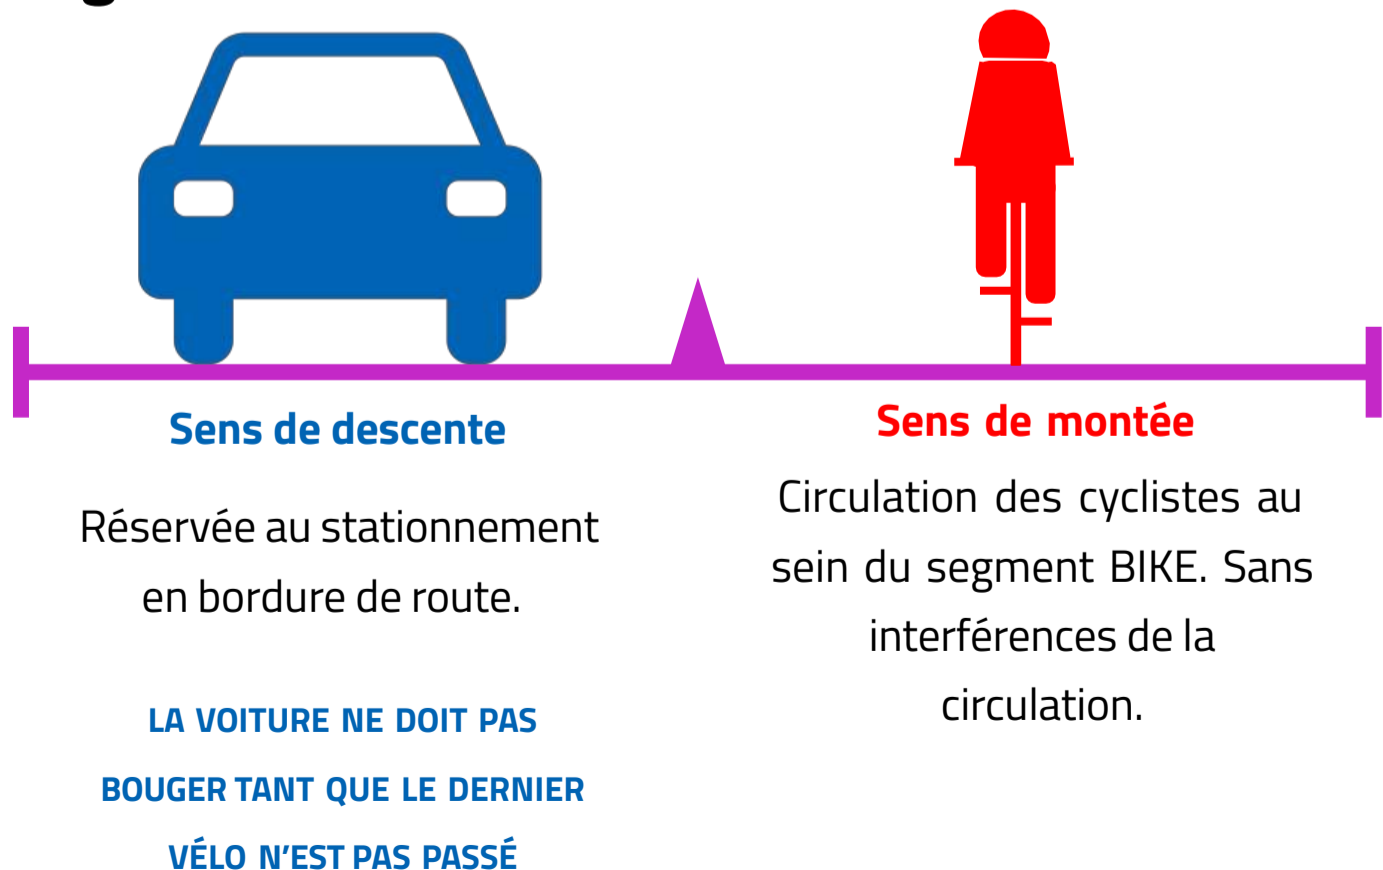 Sens de descente
Réservée au stationnement
en bordure de route.
LA VOITURE NE DOIT PAS
BOUGER TANT QUE LE DERNIER
VÉLO N’EST PAS PASSÉ
Sens de montée
Circulation des cyclistes au
sein du segment BIKE. Sans
interférences de la
circulation.